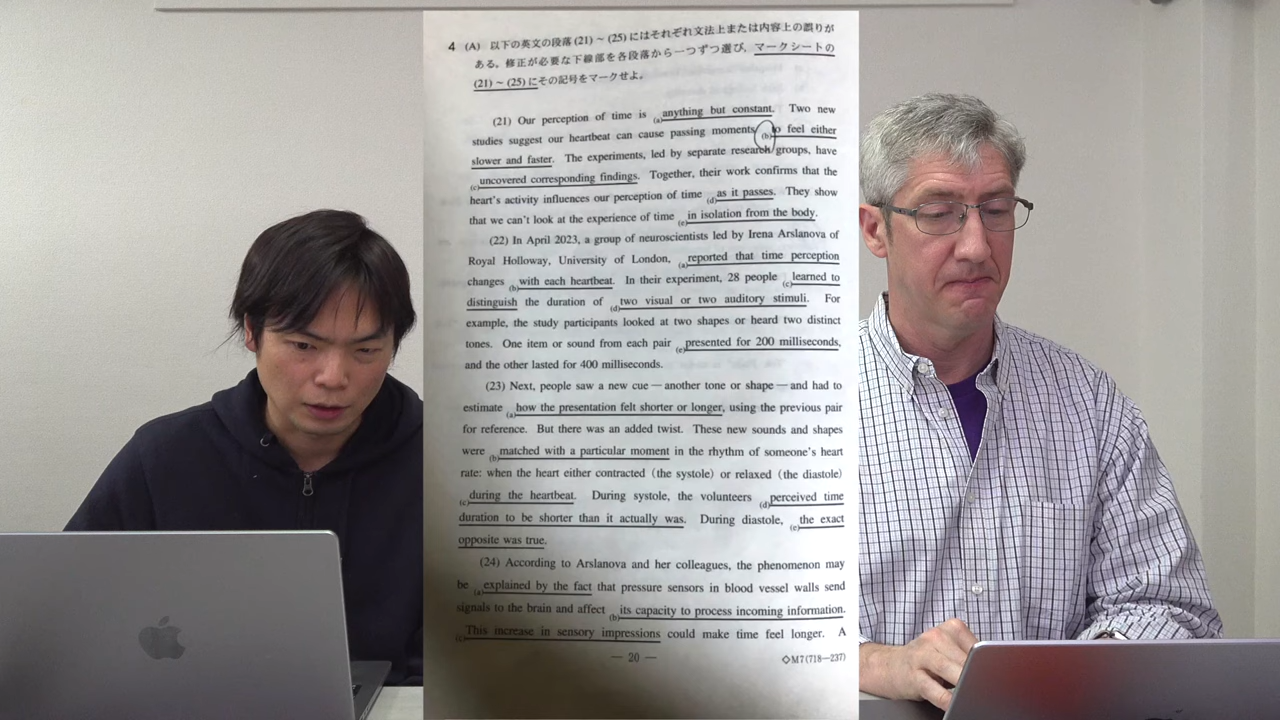 4 (A) 以下の英文の段落(21)~(25)にはそれぞれ文法上または内容上の誤りが
ある。修正が必要な下線部を各段落から一つずつ選び,マークシートの
(21)~(25)にその記号をマークせよ。
(21) Our perception of time is (a)anything but constant. Two new
studies suggest our heartbeat can cause passing moments (b)to feel either
slower and faster. The experiments, led by separate research groups, have
(c)uncovered corresponding findings. Together, their work confirms that the
heart's activity influences our perception of time (d)as it passes. They show
that we can't look at the experience of time (e)in isolation from the body.
(22) In April 2023, a group of neuroscientists led by Irena Arslanova of
Royal Holloway, University of London, (a)reported that time perception
changes (b)with each heartbeat. In their experiment, 28 people (c)learned to
distinguish the duration of (d)two visual or two auditory stimuli. For
example, the study participants looked at two shapes or heard two distinct
tones. One item or sound from each pair (e)presented for 200 milliseconds,
and the other lasted for 400 milliseconds.
(23) Next, people saw a new cue — another tone or shape — and had to
estimate (a)how the presentation felt shorter or longer, using the previous pair
for reference. But there was an added twist. These new sounds and shapes
were (b)matched with a particular moment in the rhythm of someone's heart
rate: when the heart either contracted (the systole) or relaxed (the diastole)
(c)during the heartbeat. During systole, the volunteers (d)perceived time
duration to be shorter than it actually was. During diastole, (e)the exact
opposite was true.
(24) According to Arslanova and her colleagues, the phenomenon may
be (a)explained by the fact that pressure sensors in blood vessel walls send
signals to the brain and affect (b)its capacity to process incoming information.
(c)This increase in sensory impressions could make time feel longer. A
— 20 —
◇M7(718—237)